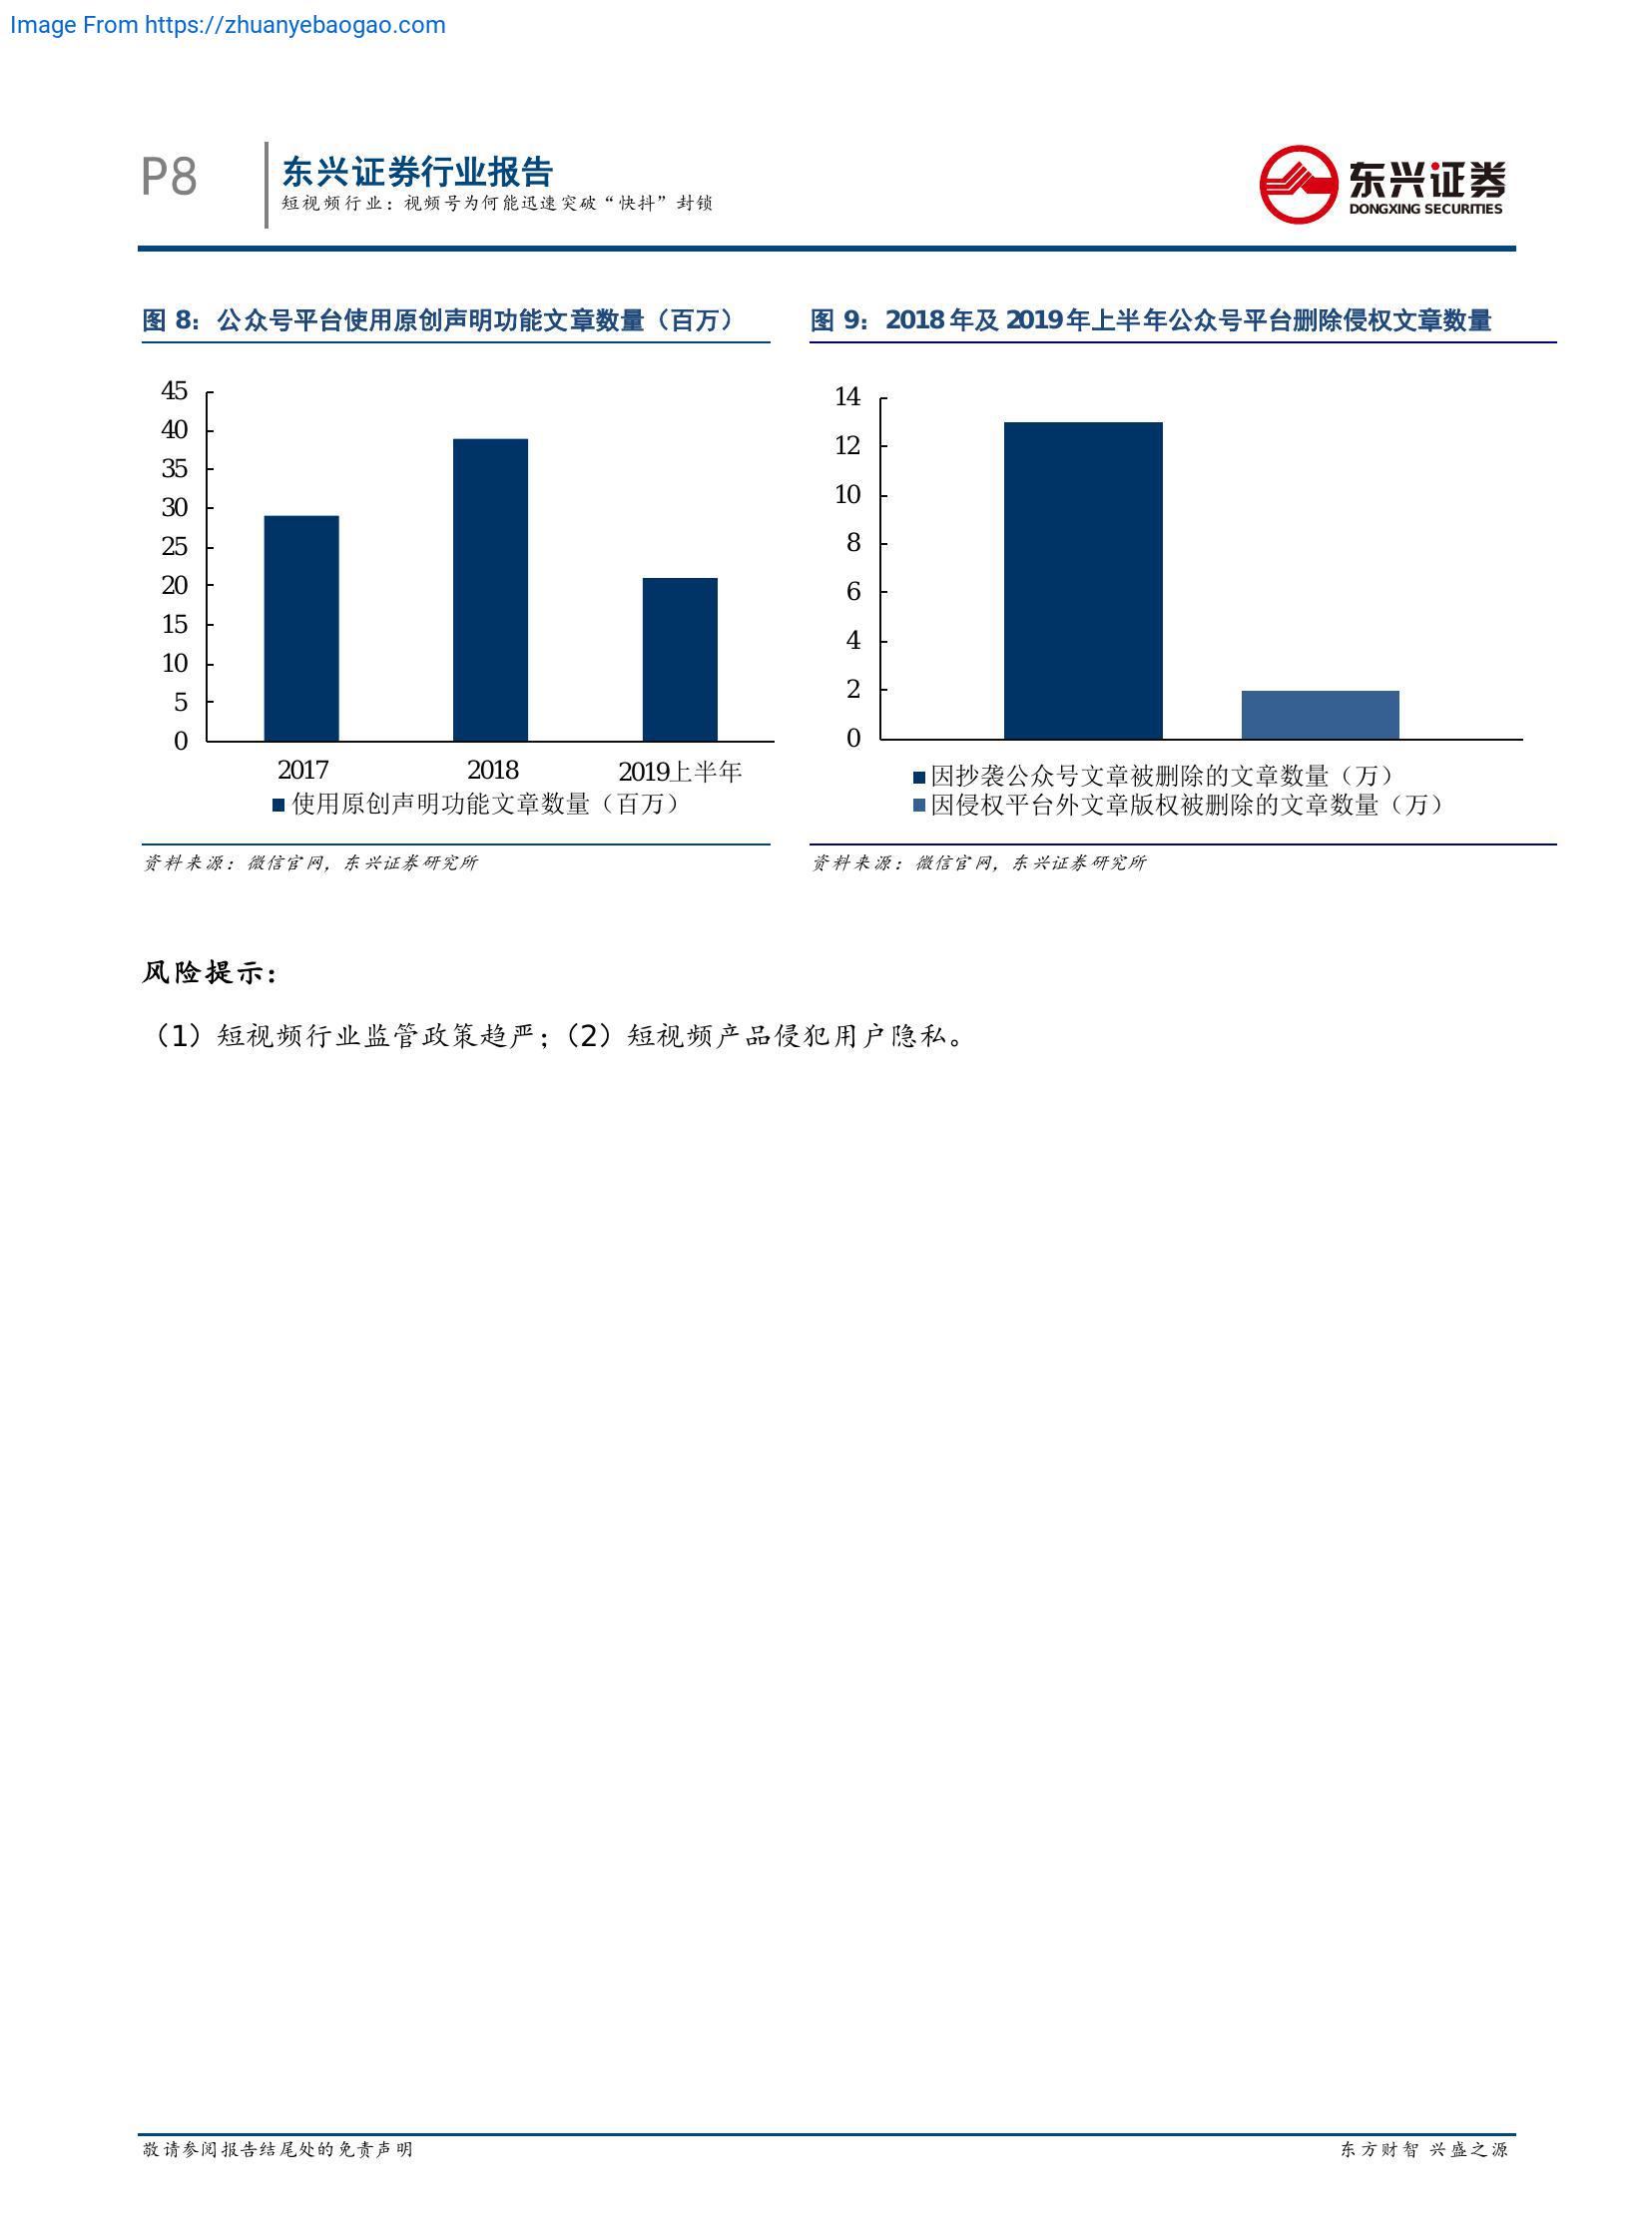 Image From https://zhuanyebaogao.com
P8
东兴证券行业报告
短视频行业：视频号为何能迅速突破“快抖”封锁
东兴证券
DONGXING SECURITIES
图 8：公众号平台使用原创声明功能文章数量（百万）
45
40
35
30
25
20
15
10
5
0
2017 2018 2019上半年
使用原创声明功能文章数量（百万）
资料来源：微信官网，东兴证券研究所
图 9：2018年及2019年上半年公众号平台删除侵权文章数量
14
12
10
8
6
4
2
0
因抄袭公众号文章被删除的文章数量（万）
因侵权平台外文章版权被删除的文章数量（万）
资料来源：微信官网，东兴证券研究所
风险提示：
（1）短视频行业监管政策趋严；（2）短视频产品侵犯用户隐私。
敬请参阅报告结尾处的免责声明
东方财智 兴盛之源